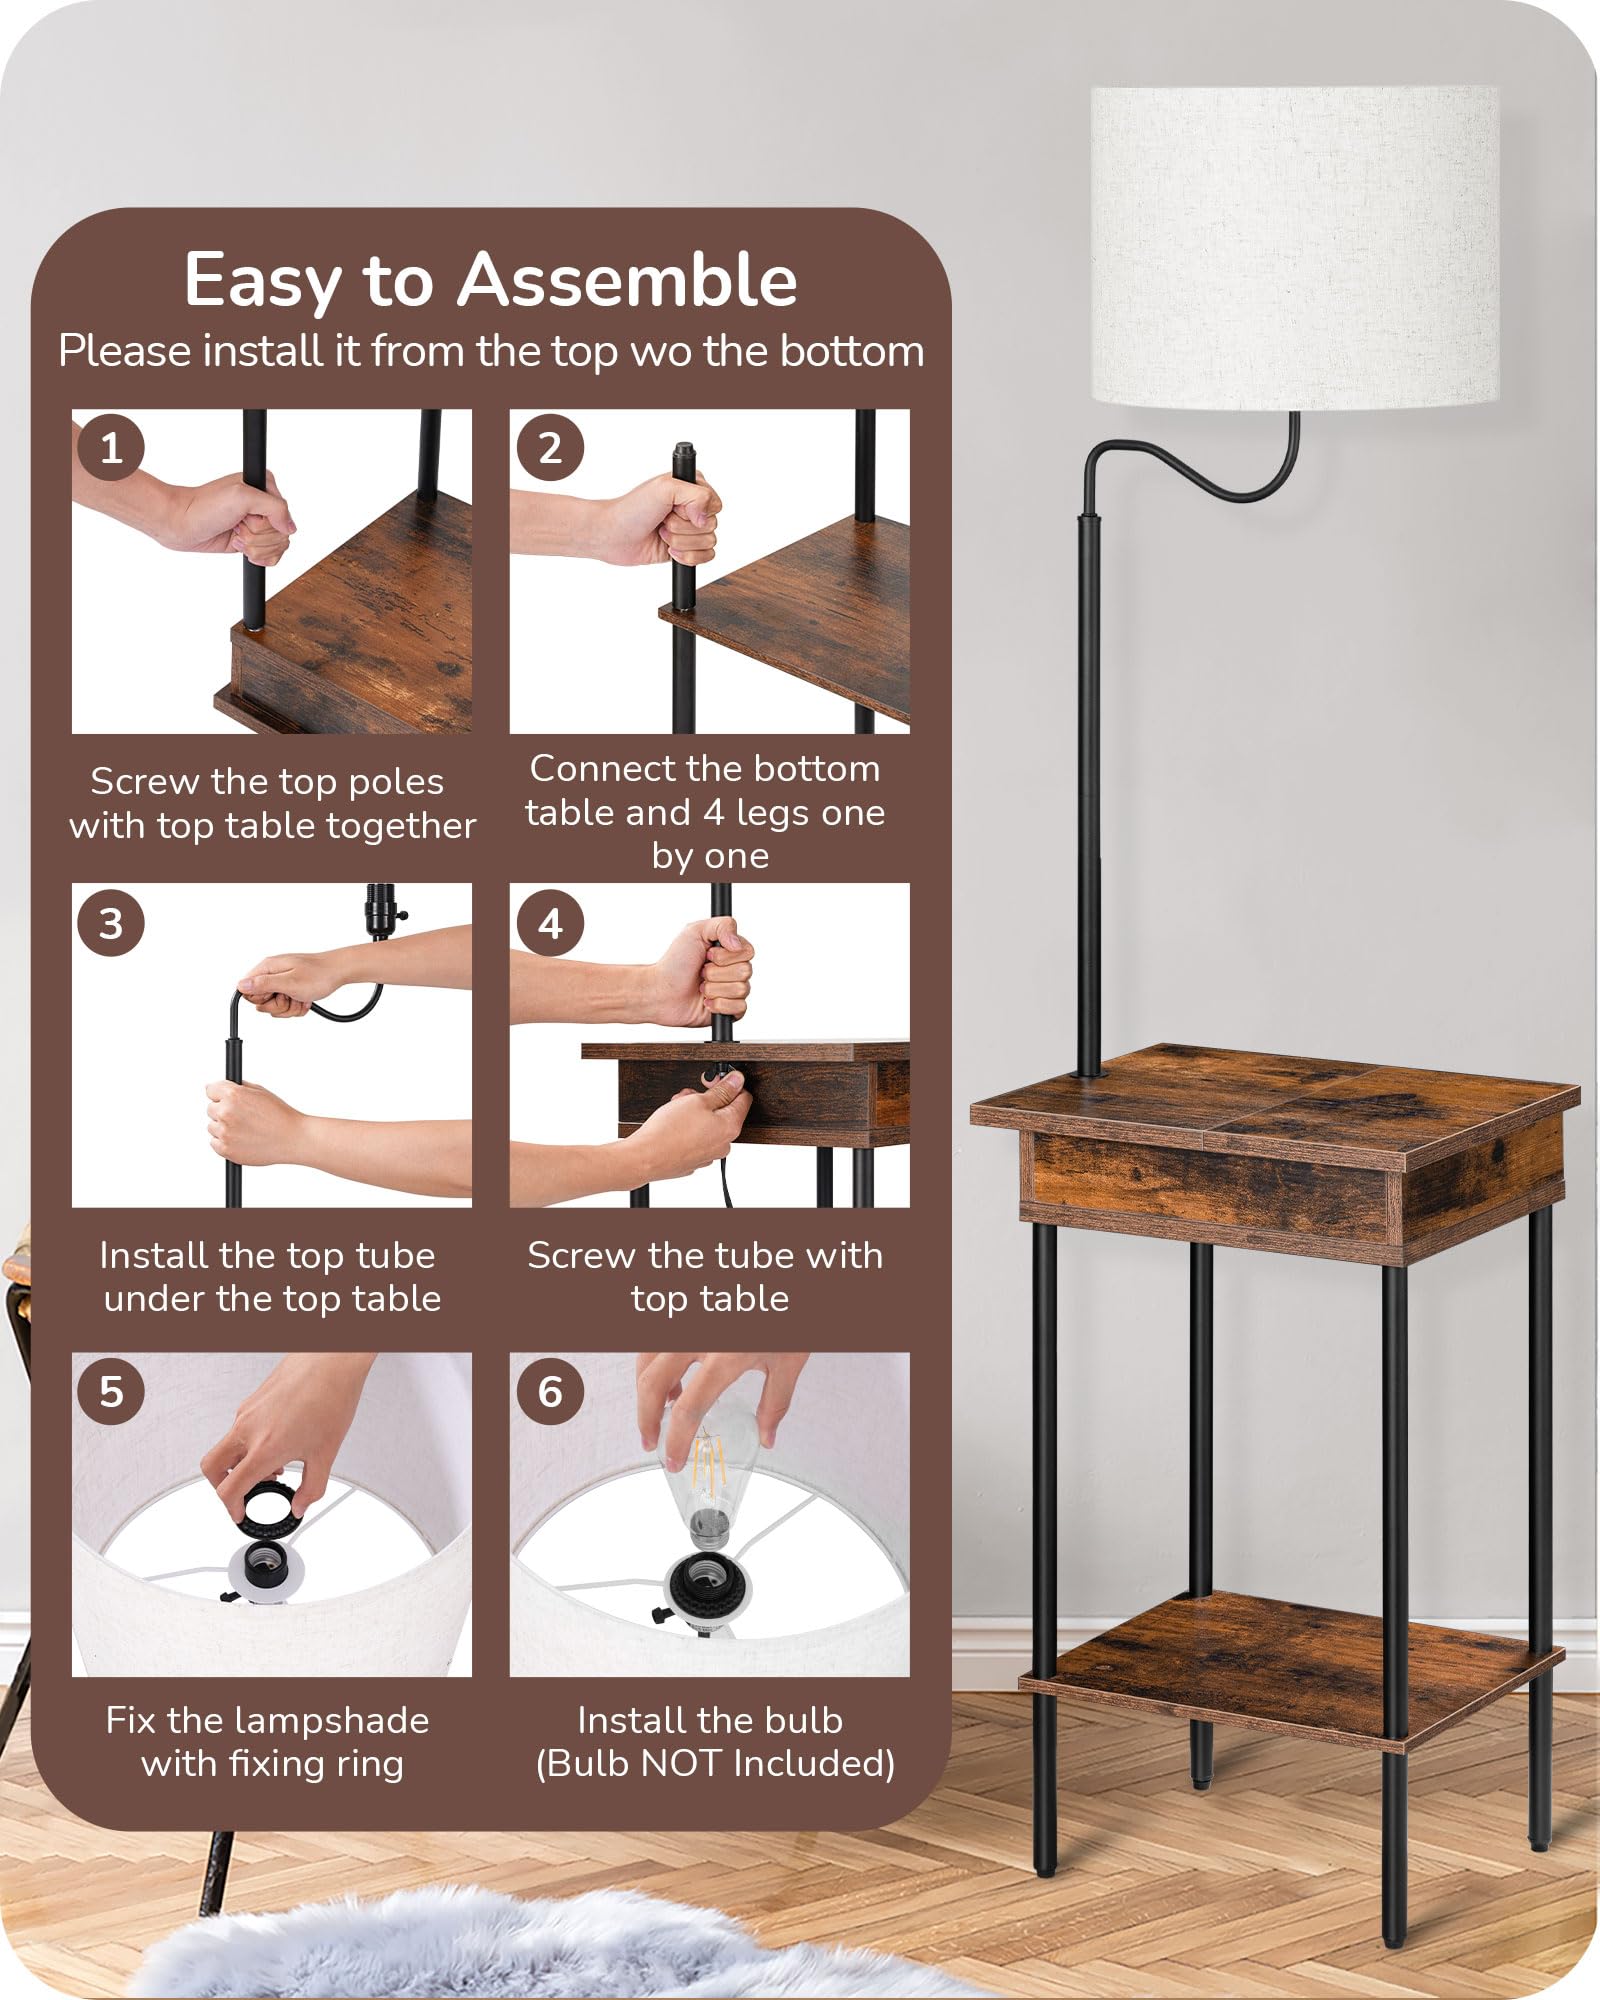 Easy to Assemble
Please install it from the top wo the bottom
1
Screw the top poles
with top table together
2
Connect the bottom
table and 4 legs one
by one
3
Install the top tube
under the top table
4
Screw the tube with
top table
5
Fix the lampshade
with fixing ring
6
Install the bulb
(Bulb NOT Included)